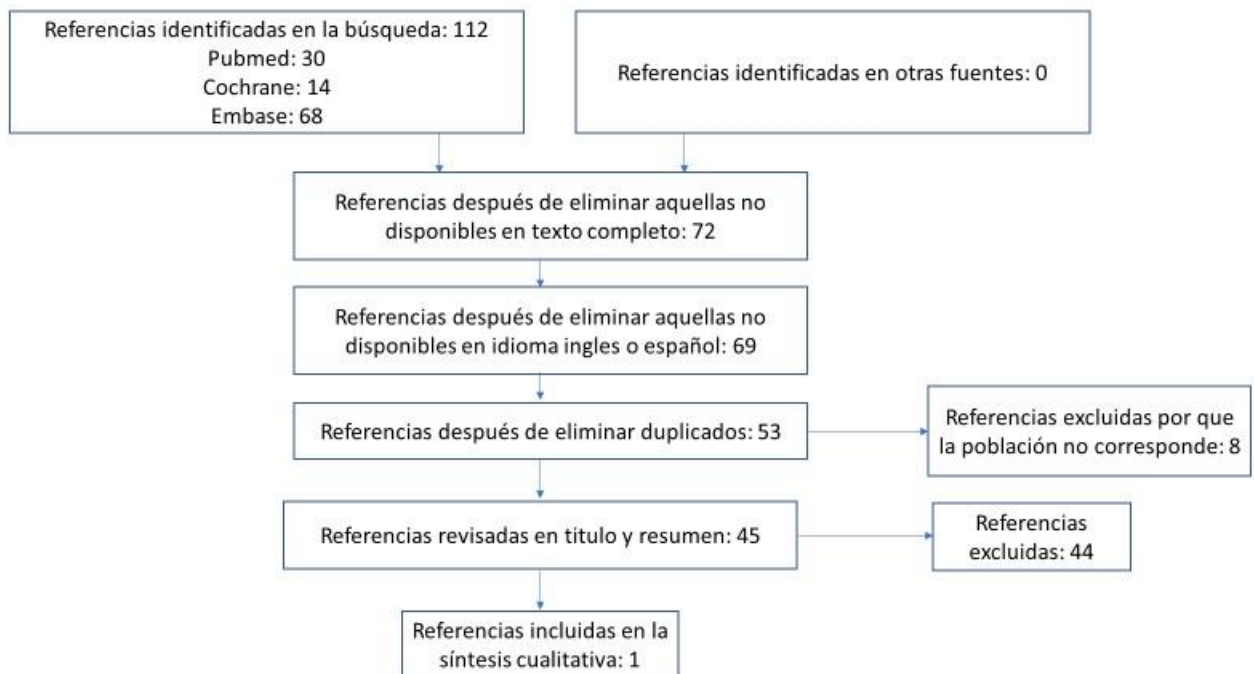 Referencias identificadas en la búsqueda: 112
Pubmed: 30
Cochrane: 14
Embase: 68
Referencias identificadas en otras fuentes: 0
Referencias después de eliminar aquellas no
disponibles en texto completo: 72
Referencias después de eliminar aquellas no
disponibles en idioma ingles o español: 69
Referencias después de eliminar duplicados: 53
Referencias excluidas por que
la población no corresponde: 8
Referencias revisadas en titulo y resumen: 45
Referencias
excluidas: 44
Referencias incluidas en la
síntesis cualitativa: 1